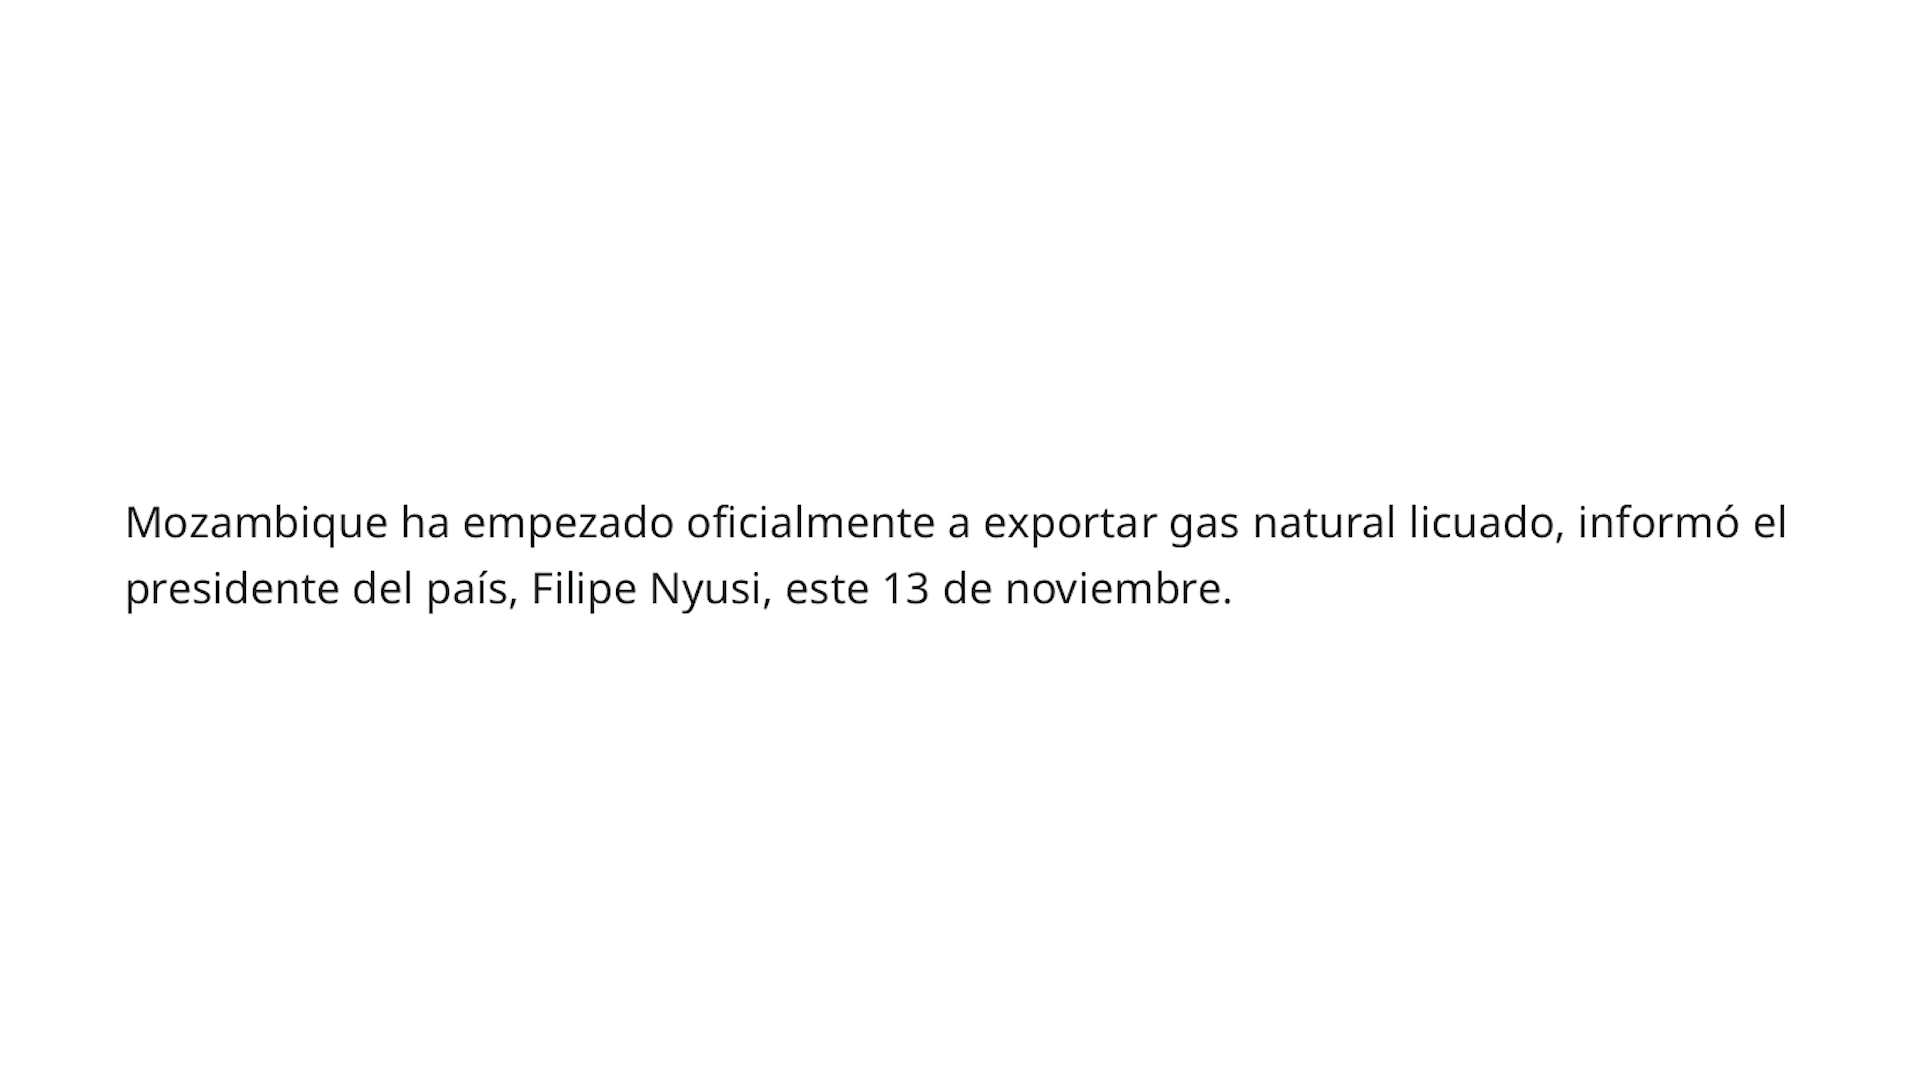 Mozambique ha empezado oficialmente a exportar gas natural licuado, informó el
presidente del país, Filipe Nyusi, este 13 de noviembre.